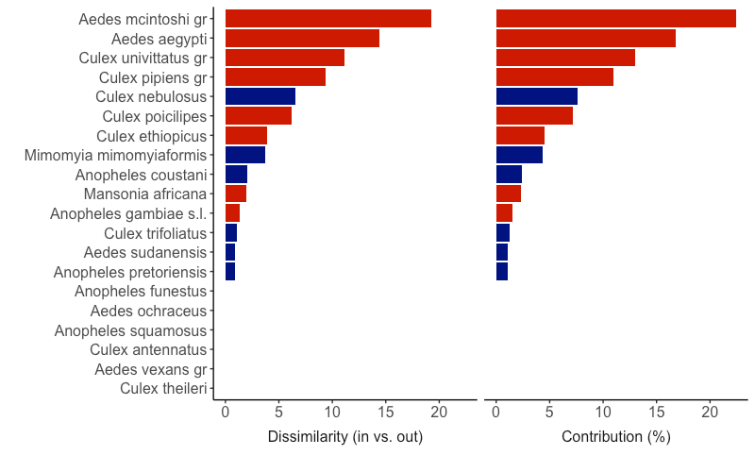 Aedes mcintoshi gr
Aedes aegypti
Culex univittatus gr
Culex pipiens gr
Culex nebulosus
Culex poicilipes
Culex ethiopicus
Mimomyia mimomyiaformis
Anopheles coustani
Mansonia africana
Anopheles gambiae s.l.
Culex trifoliatus
Aedes sudanensis
Anopheles pretoriensis
Anopheles funestus
Aedes ochraceus
Anopheles squamosus
Culex antennatus
Aedes vexans gr
Culex theileri
0 5 10 15 20 0 5 10 15 20
Dissimilarity (in vs. out) Contribution (%)